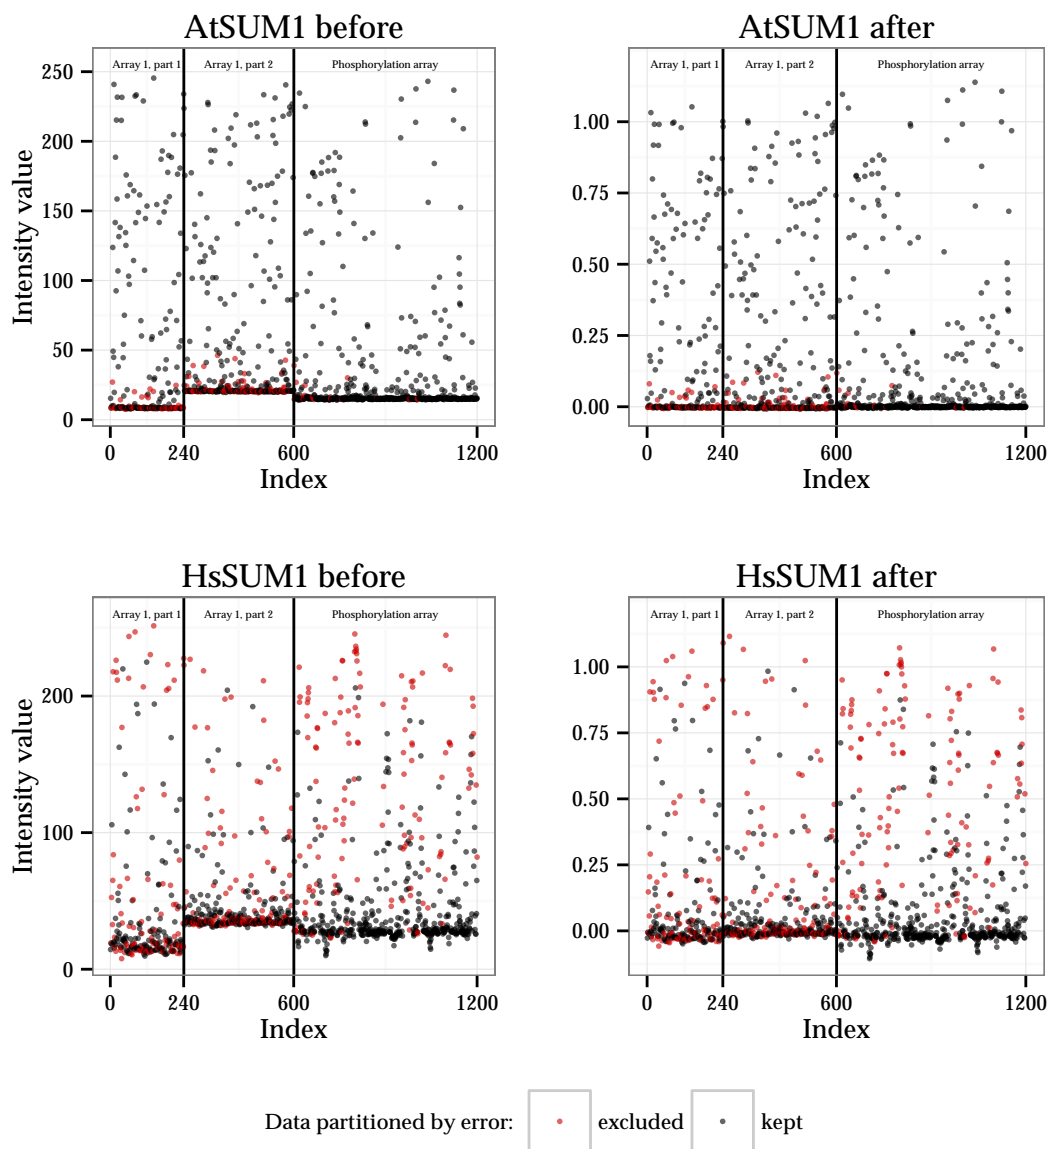 AtSUM1 before
Array 1, part 1 Array 1, part 2 Phosphorylation array
Intensity value
250
200
150
100
50
0
0 240 600 1200
Index
AtSUM1 after
Array 1, part 1 Array 1, part 2 Phosphorylation array
1.00
0.75
0.50
0.25
0.00
0 240 600 1200
Index
HsSUM1 before
Array 1, part 1 Array 1, part 2 Phosphorylation array
Intensity value
200
100
0
0 240 600 1200
Index
HsSUM1 after
Array 1, part 1 Array 1, part 2 Phosphorylation array
1.00
0.75
0.50
0.25
0.00
0 240 600 1200
Index
Data partitioned by error: excluded kept